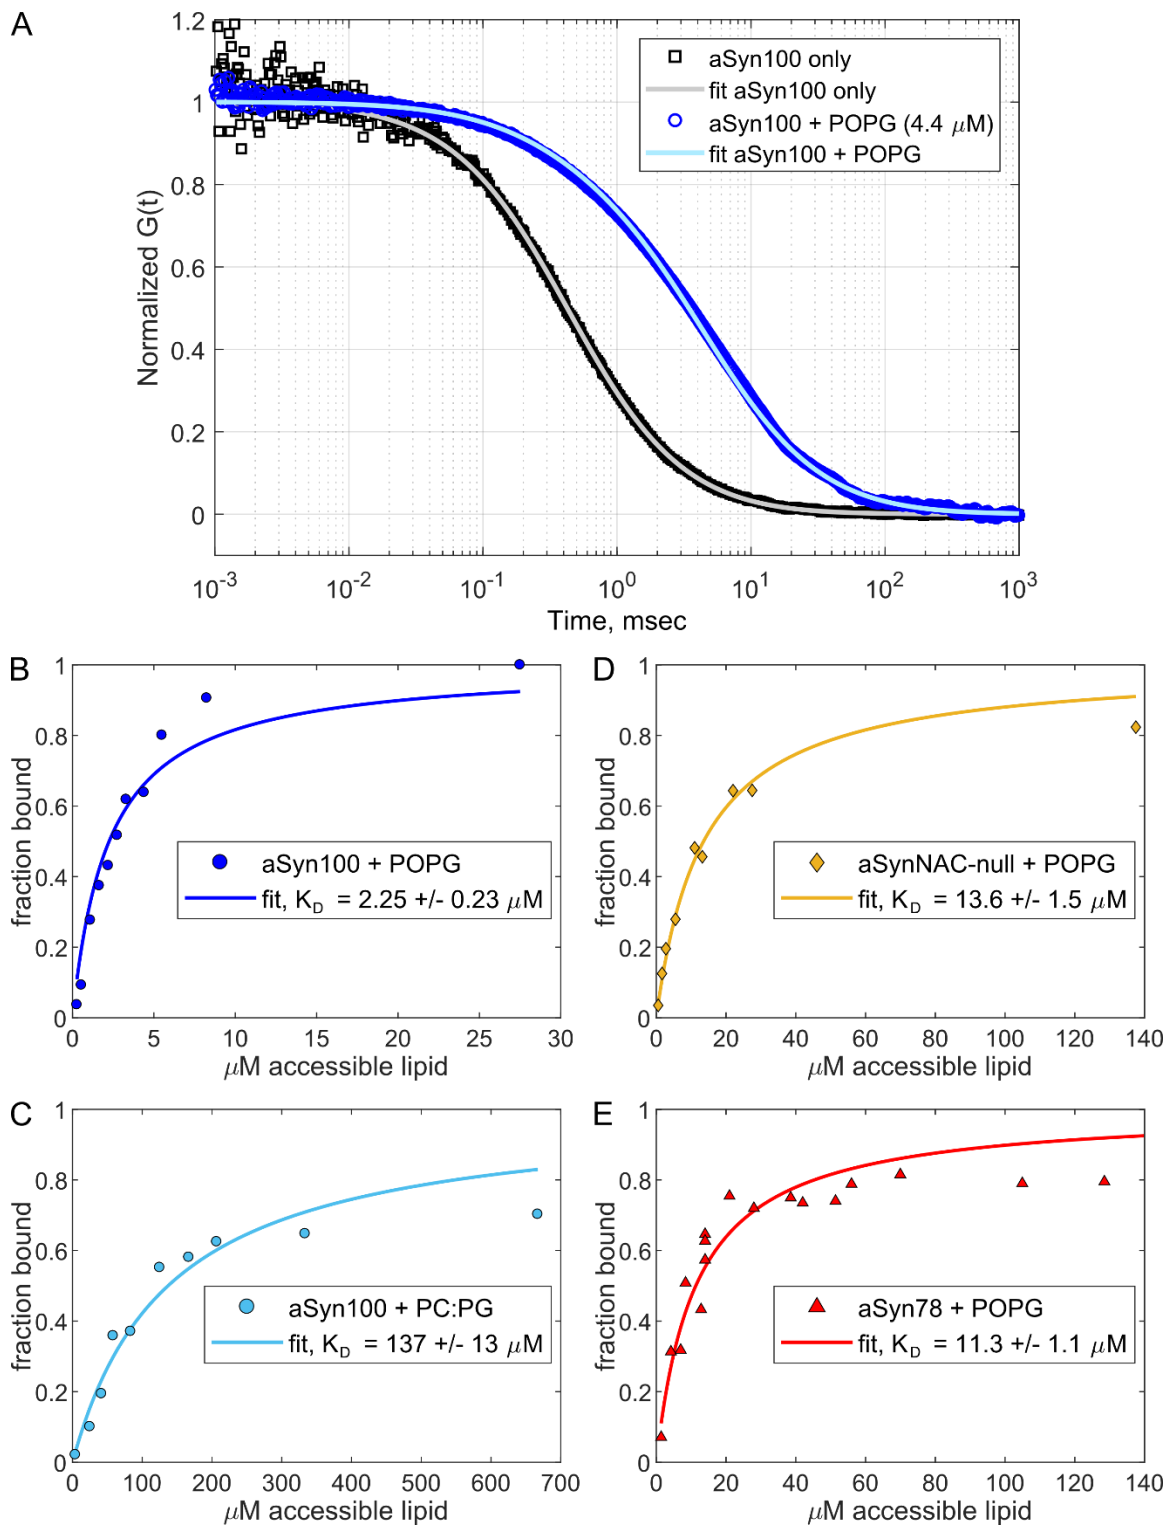 A
1.2
1
0.8
0.6
0.4
0.2
0
Normalized G(t)
aSyn100 only
fit aSyn100 only
aSyn100 + POPG (4.4 μM)
fit aSyn100 + POPG
10⁻³ 10⁻² 10⁻¹ 10⁰ 10¹ 10² 10³
Time, msec
B
1
0.8
0.6
0.4
0.2
0
fraction bound
aSyn100 + POPG
fit, K_D = 2.25 +/- 0.23 μM
0 5 10 15 20 25 30
μM accessible lipid
D
1
0.8
0.6
0.4
0.2
0
fraction bound
aSynNAC-null + POPG
fit, K_D = 13.6 +/- 1.5 μM
0 20 40 60 80 100 120 140
μM accessible lipid
C
1
0.8
0.6
0.4
0.2
0
fraction bound
aSyn100 + PC:PG
fit, K_D = 137 +/- 13 μM
0 100 200 300 400 500 600 700
μM accessible lipid
E
1
0.8
0.6
0.4
0.2
0
fraction bound
aSyn78 + POPG
fit, K_D = 11.3 +/- 1.1 μM
0 20 40 60 80 100 120 140
μM accessible lipid